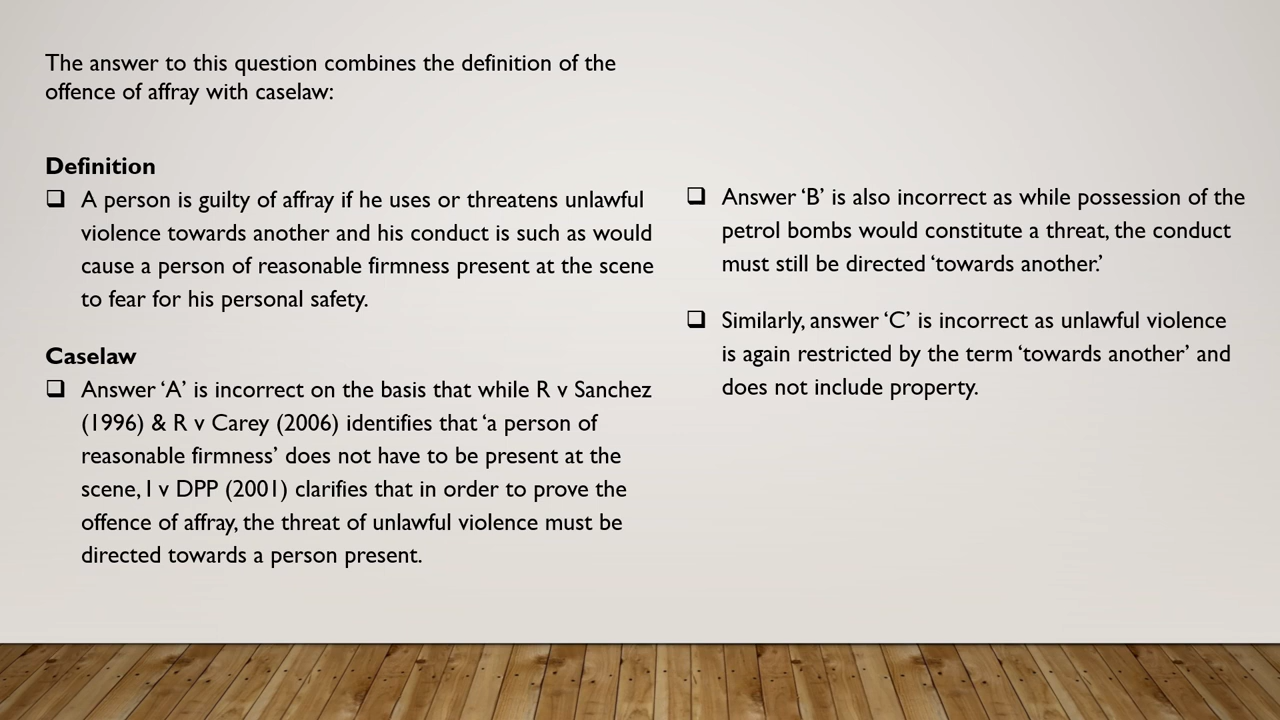 The answer to this question combines the definition of the
offence of affray with caselaw:
Definition
❑ A person is guilty of affray if he uses or threatens unlawful
violence towards another and his conduct is such as would
cause a person of reasonable firmness present at the scene
to fear for his personal safety.
Caselaw
❑ Answer ‘A’ is incorrect on the basis that while R v Sanchez
(1996) & R v Carey (2006) identifies that ‘a person of
reasonable firmness’ does not have to be present at the
scene, I v DPP (2001) clarifies that in order to prove the
offence of affray, the threat of unlawful violence must be
directed towards a person present.
❑ Answer ‘B’ is also incorrect as while possession of the
petrol bombs would constitute a threat, the conduct
must still be directed ‘towards another.’
❑ Similarly, answer ‘C’ is incorrect as unlawful violence
is again restricted by the term ‘towards another’ and
does not include property.